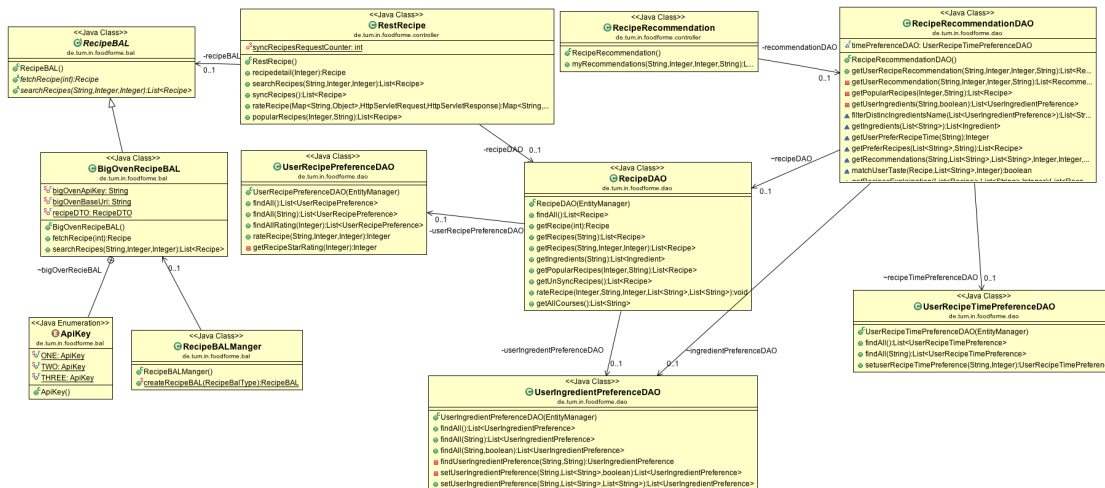 <<Java Class>>
RecipeBAL
de.tum.in.foodforme.bal
RecipeBAL()
fetchRecipe(int):Recipe
searchRecipes(String,Integer,Integer):List<Recipe>
-recipeBAL
0..1
<<Java Class>>
RestRecipe
de.tum.in.foodforme.controller
syncRecipesRequestCounter: int
RestRecipe()
recipedetail(Integer):Recipe
searchRecipes(String,Integer,Integer):List<Recipe>
syncRecipes():List<Recipe>
rateRecipe(Map<String,Object>,HttpServletRequest,HttpServletResponse):Map<String,...
popularRecipes(Integer,String):List<Recipe>
<<Java Class>>
RecipeRecommendation
de.tum.in.foodforme.controller
RecipeRecommendation()
myRecommendations(String,Integer,Integer,String):L...
-recommendationDAO
0..1
<<Java Class>>
RecipeRecommendationDAO
de.tum.in.foodforme.dao
timePreferenceDAO: UserRecipeTimePreferenceDAO
RecipeRecommendationDAO()
getUserRecipeRecommendation(String,Integer,Integer,String):List<Re...
getUserRecommendation(String,Integer,Integer,String):List<Recomme...
getPopularRecipes(Integer,String):List<Recipe>
getUserIngredients(String,boolean):List<UserIngredientPreference>
filterDistincIngredientsName(List<UserIngredientPreference>):List<Str...
getIngredients(List<String>):List<Ingredient>
getUserPreferRecipeTime(String):Integer
getPreferRecipes(List<String>,String):List<Recipe>
getRecommendations(String,List<String>,List<String>,Integer,Integer,...
matchUserTaste(Recipe,List<String>,Integer):boolean
<<Java Class>>
BigOvenRecipeBAL
de.tum.in.foodforme.bal
bigOvenApiKey: String
bigOvenBaseUri: String
recipeDTO: RecipeDTO
BigOvenRecipeBAL()
fetchRecipe(int):Recipe
searchRecipes(String,Integer,Integer):List<Recipe>
~bigOverRecieBAL
0..1
<<Java Class>>
UserRecipePreferenceDAO
de.tum.in.foodforme.dao
UserRecipePreferenceDAO(EntityManager)
findAll():List<UserRecipePreference>
findAll(String):List<UserRecipePreference>
findAllRating(Integer):List<UserRecipePreference>
rateRecipe(String,Integer,Integer):Integer
getRecipeStarRating(Integer):Integer
0..1
-userRecipePreferenceDAO
-recipeDAO
0..1
<<Java Class>>
RecipeDAO
de.tum.in.foodforme.dao
RecipeDAO(EntityManager)
findAll():List<Recipe>
getRecipe(int):Recipe
getRecipes(String):List<Recipe>
getRecipes(String,Integer,Integer):List<Recipe>
getIngredients(String):List<Ingredient>
getPopularRecipes(Integer,String):List<Recipe>
getUnSyncRecipes():List<Recipe>
rateRecipe(Integer,String,Integer,List<String>,List<String>):void
getAllCourses():List<String>
~recipeDAO
0..1
~recipeTimePreferenceDAO
0..1
<<Java Class>>
UserRecipeTimePreferenceDAO
de.tum.in.foodforme.dao
UserRecipeTimePreferenceDAO(EntityManager)
findAll():List<UserRecipeTimePreference>
findAll(String):List<UserRecipeTimePreference>
setuserRecipeTimePreference(String,Integer):UserRecipeTimePreferenc
<<Java Enumeration>>
ApiKey
de.tum.in.foodforme.bal
ONE: ApiKey
TWO: ApiKey
THREE: ApiKey
ApiKey()
<<Java Class>>
RecipeBALManger
de.tum.in.foodforme.bal
RecipeBALManger()
createRecipeBAL(RecipeBalType):RecipeBAL
-userIngredentPreferenceDAO
0..1
~ingredientPreferenceDAO
0..1
<<Java Class>>
UserIngredientPreferenceDAO
de.tum.in.foodforme.dao
UserIngredientPreferenceDAO(EntityManager)
findAll():List<UserIngredientPreference>
findAll(String):List<UserIngredientPreference>
findAll(String,boolean):List<UserIngredientPreference>
findUserIngredientPreference(String,String):UserIngredientPreference
setUserIngredientPreference(String,List<String>,boolean):List<UserIngredientPreference>
setUserIngredientPreference(String,List<String>,List<String>):List<UserIngredientPreference>